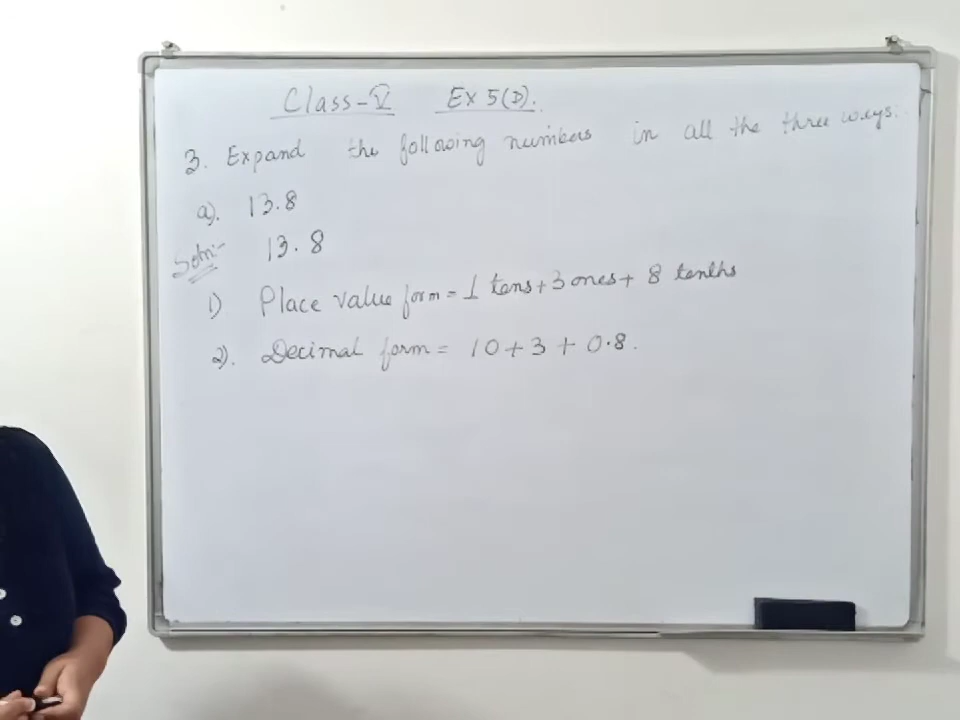 Class-V Ex 5(D).
3. Expand the following numbers in all the three ways.
a). 13.8
Soln:- 13.8
1) Place value form = 1 tens + 3 ones + 8 tenths
2). Decimal form = 10 + 3 + 0.8.